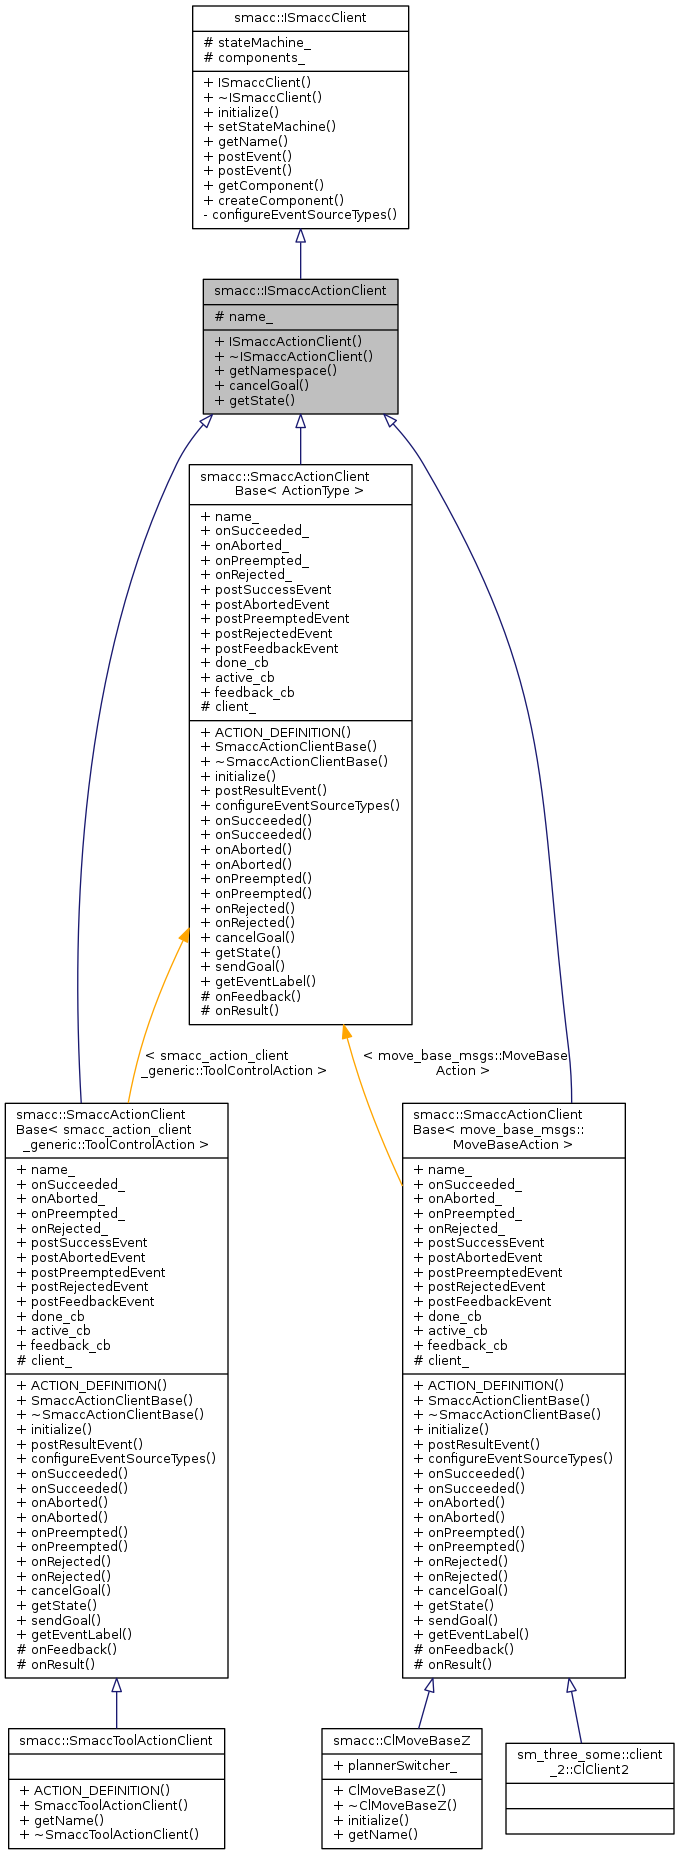 smacc::ISmaccClient
# stateMachine_
# components_
+ ISmaccClient()
+ ~ISmaccClient()
+ initialize()
+ setStateMachine()
+ getName()
+ postEvent()
+ postEvent()
+ getComponent()
+ createComponent()
- configureEventSourceTypes()
smacc::ISmaccActionClient
# name_
+ ISmaccActionClient()
+ ~ISmaccActionClient()
+ getNamespace()
+ cancelGoal()
+ getState()
smacc::SmaccActionClient
Base< ActionType >
+ name_
+ onSucceeded_
+ onAborted_
+ onPreempted_
+ onRejected_
+ postSuccessEvent
+ postAbortedEvent
+ postPreemptedEvent
+ postRejectedEvent
+ postFeedbackEvent
+ done_cb
+ active_cb
+ feedback_cb
# client_
+ ACTION_DEFINITION()
+ SmaccActionClientBase()
+ ~SmaccActionClientBase()
+ initialize()
+ postResultEvent()
+ configureEventSourceTypes()
+ onSucceeded()
+ onSucceeded()
+ onAborted()
+ onAborted()
+ onPreempted()
+ onPreempted()
+ onRejected()
+ onRejected()
+ cancelGoal()
+ getState()
+ sendGoal()
+ getEventLabel()
# onFeedback()
# onResult()
< smacc_action_client
_generic::ToolControlAction >
< move_base_msgs::MoveBase
Action >
smacc::SmaccActionClient
Base< smacc_action_client
_generic::ToolControlAction >
+ name_
+ onSucceeded_
+ onAborted_
+ onPreempted_
+ onRejected_
+ postSuccessEvent
+ postAbortedEvent
+ postPreemptedEvent
+ postRejectedEvent
+ postFeedbackEvent
+ done_cb
+ active_cb
+ feedback_cb
# client_
+ ACTION_DEFINITION()
+ SmaccActionClientBase()
+ ~SmaccActionClientBase()
+ initialize()
+ postResultEvent()
+ configureEventSourceTypes()
+ onSucceeded()
+ onSucceeded()
+ onAborted()
+ onAborted()
+ onPreempted()
+ onPreempted()
+ onRejected()
+ onRejected()
+ cancelGoal()
+ getState()
+ sendGoal()
+ getEventLabel()
# onFeedback()
# onResult()
smacc::SmaccActionClient
Base< move_base_msgs::
MoveBaseAction >
+ name_
+ onSucceeded_
+ onAborted_
+ onPreempted_
+ onRejected_
+ postSuccessEvent
+ postAbortedEvent
+ postPreemptedEvent
+ postRejectedEvent
+ postFeedbackEvent
+ done_cb
+ active_cb
+ feedback_cb
# client_
+ ACTION_DEFINITION()
+ SmaccActionClientBase()
+ ~SmaccActionClientBase()
+ initialize()
+ postResultEvent()
+ configureEventSourceTypes()
+ onSucceeded()
+ onSucceeded()
+ onAborted()
+ onAborted()
+ onPreempted()
+ onPreempted()
+ onRejected()
+ onRejected()
+ cancelGoal()
+ getState()
+ sendGoal()
+ getEventLabel()
# onFeedback()
# onResult()
smacc::SmaccToolActionClient
+ ACTION_DEFINITION()
+ SmaccToolActionClient()
+ getName()
+ ~SmaccToolActionClient()
smacc::ClMoveBaseZ
+ plannerSwitcher_
+ ClMoveBaseZ()
+ ~ClMoveBaseZ()
+ initialize()
+ getName()
sm_three_some::client
_2::ClClient2